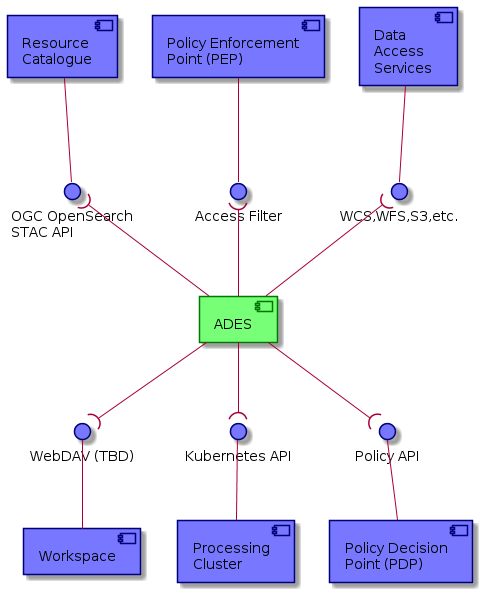 Resource
Catalogue
Policy Enforcement
Point (PEP)
Data
Access
Services
OGC OpenSearch
STAC API
Access Filter
WCS,WFS,S3,etc.
ADES
WebDAV (TBD)
Kubernetes API
Policy API
Workspace
Processing
Cluster
Policy Decision
Point (PDP)